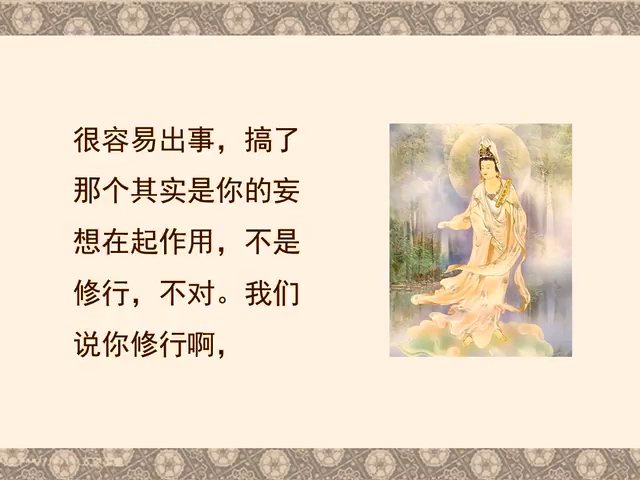 很容易出事，搞了
那个其实是你的妄
想在起作用，不是
修行，不对。我们
说你修行啊，